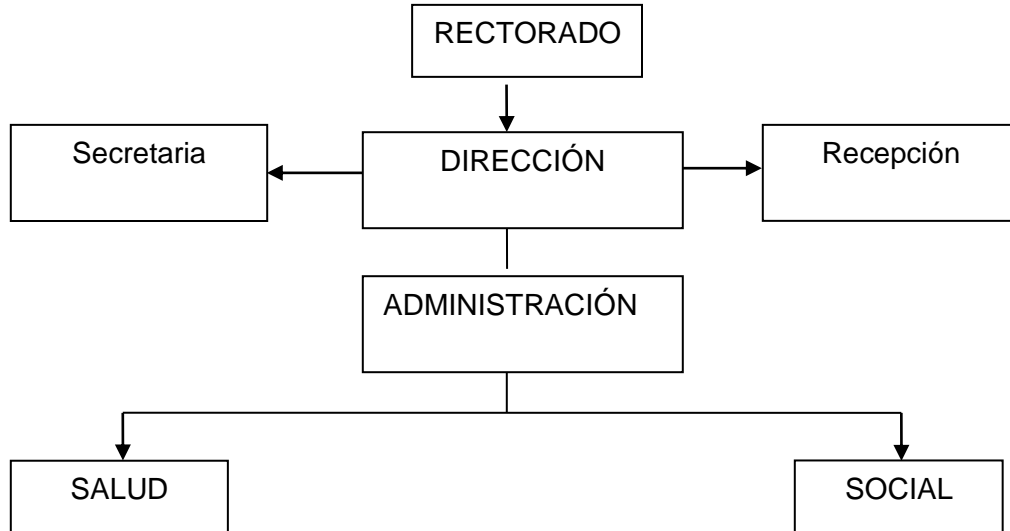 RECTORADO
Secretaria
DIRECCIÓN
Recepción
ADMINISTRACIÓN
SALUD
SOCIAL